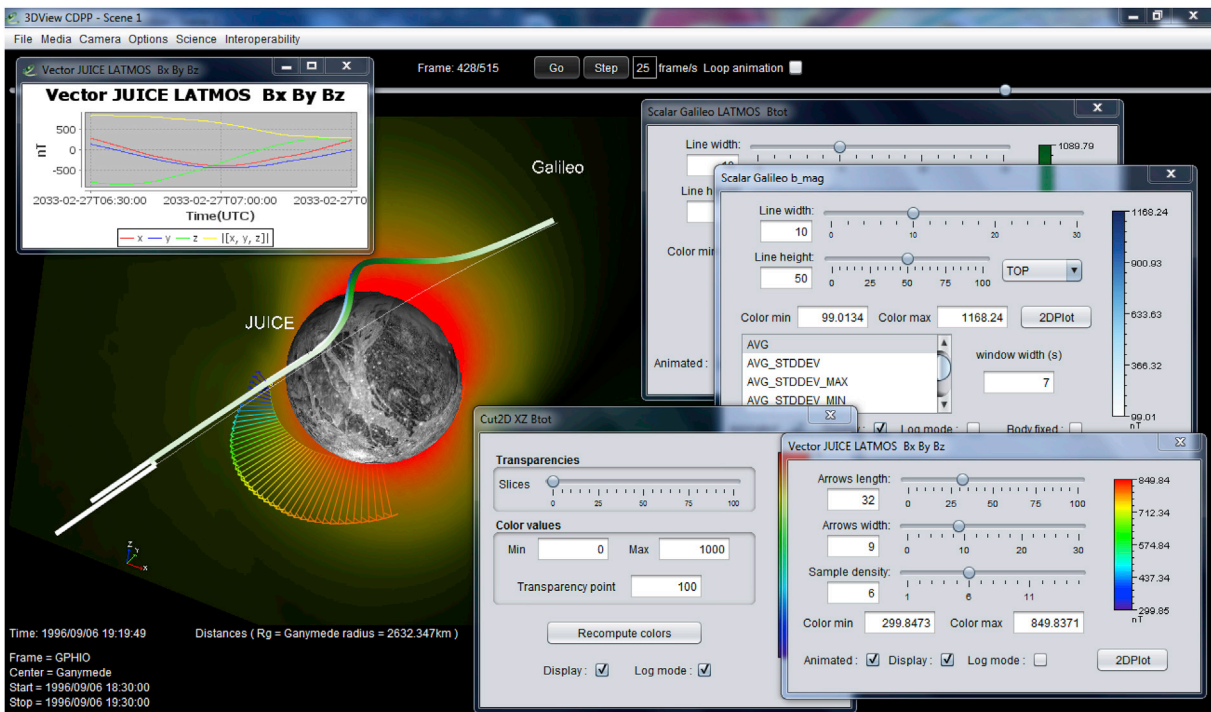 3DView CDPP - Scene 1
File Media Camera Options Science Interoperability
Frame: 428/515 Go Step 25 frame/s Loop animation
Vector JUICE LATMOS Bx By Bz
Vector JUICE LATMOS Bx By Bz
500
0
-500
nT
2033-02-27T06:30:00 2033-02-27T07:00:00 2033-02-27T0
Time(UTC)
x y z |[x, y, z]|
Galileo
JUICE
Z
Y
X
Time: 1996/09/06 19:19:49 Distances ( Rg = Ganymede radius = 2632.347km )
Frame = GPHIO
Center = Ganymede
Start = 1996/09/06 18:30:00
Stop = 1996/09/06 19:30:00
Scalar Galileo LATMOS Btot
Line width:
1089.79
Color min
Animated :
Scalar Galileo b_mag
Line width:
10
0 10 20 30
Line height:
50
0 25 50 75 100
TOP
Color min 99.0134 Color max 1168.24 2DPlot
AVG
AVG_STDDEV
AVG_STDDEV_MAX
AVG_STDDEV_MIN
window width (s)
7
Log mode : Body fixed :
1168.24
900.93
633.63
366.32
99.01
nT
Cut2D XZ Btot
Transparencies
Slices
0 25 50 75 100
Color values
Min 0 Max 1000
Transparency point 100
Recompute colors
Display : Log mode :
Vector JUICE LATMOS Bx By Bz
Arrows length:
32
0 25 50 75 100
Arrows width:
9
0 10 20 30
Sample density:
6
1 6 11
Color min 299.8473 Color max 849.8371
Animated : Display : Log mode : 2DPlot
849.84
712.34
574.84
437.34
299.85
nT